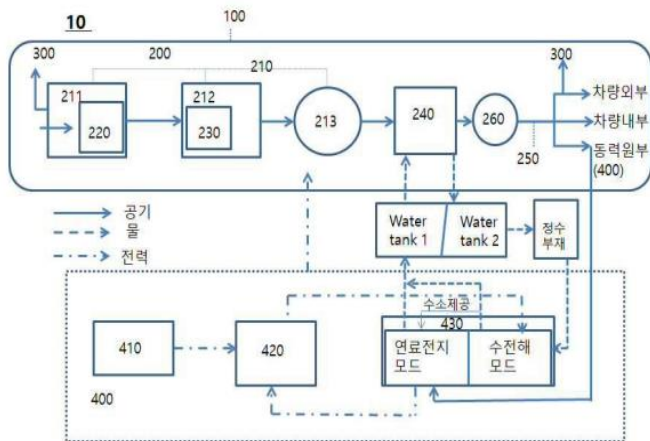 10
100
300
200
210
300
211
212
213
240
260
220
230
250
차량외부
차량내부
동력원부
(400)
공기
물
전력
Water
tank 1
Water
tank 2
정수
부재
수소제공
430
410
420
연료전지
모드
수전해
모드
400